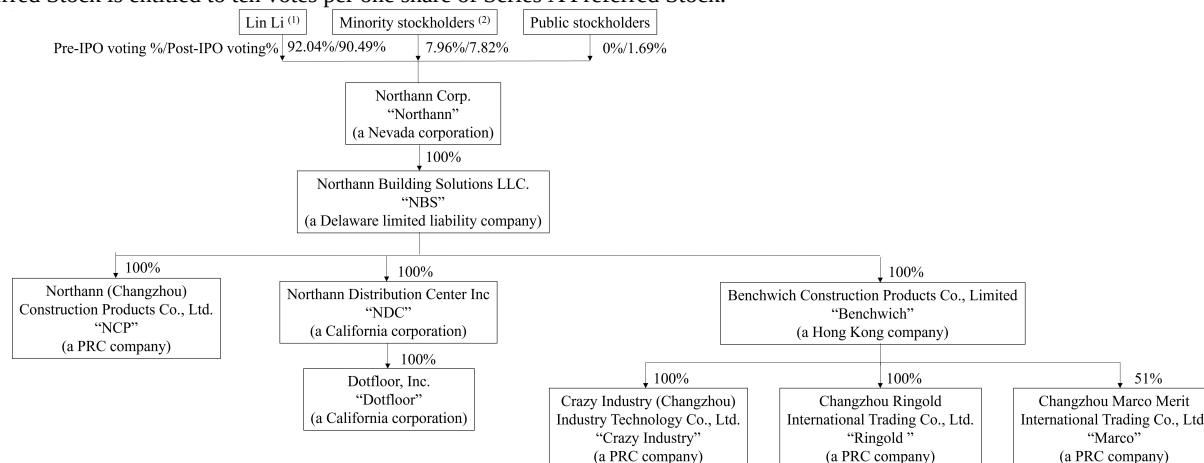 rred Stock is entitled to ten votes per one share of Series A Preferred Stock.
Lin Li (1)
Minority stockholders (2)
Public stockholders
Pre-IPO voting %/Post-IPO voting%
92.04%/90.49%
7.96%/7.82%
0%/1.69%
Northann Corp.
“Northann”
(a Nevada corporation)
100%
Northann Building Solutions LLC.
“NBS”
(a Delaware limited liability company)
100%
Northann (Changzhou)
Construction Products Co., Ltd.
“NCP”
(a PRC company)
100%
Northann Distribution Center Inc
“NDC”
(a California corporation)
100%
Benchwich Construction Products Co., Limited
“Benchwich”
(a Hong Kong company)
100%
Dotfloor, Inc.
“Dotfloor”
(a California corporation)
100%
Crazy Industry (Changzhou)
Industry Technology Co., Ltd.
“Crazy Industry”
(a PRC company)
100%
Changzhou Ringold
International Trading Co., Ltd.
“Ringold ”
(a PRC company)
51%
Changzhou Marco Merit
International Trading Co., Ltd
“Marco”
(a PRC company)